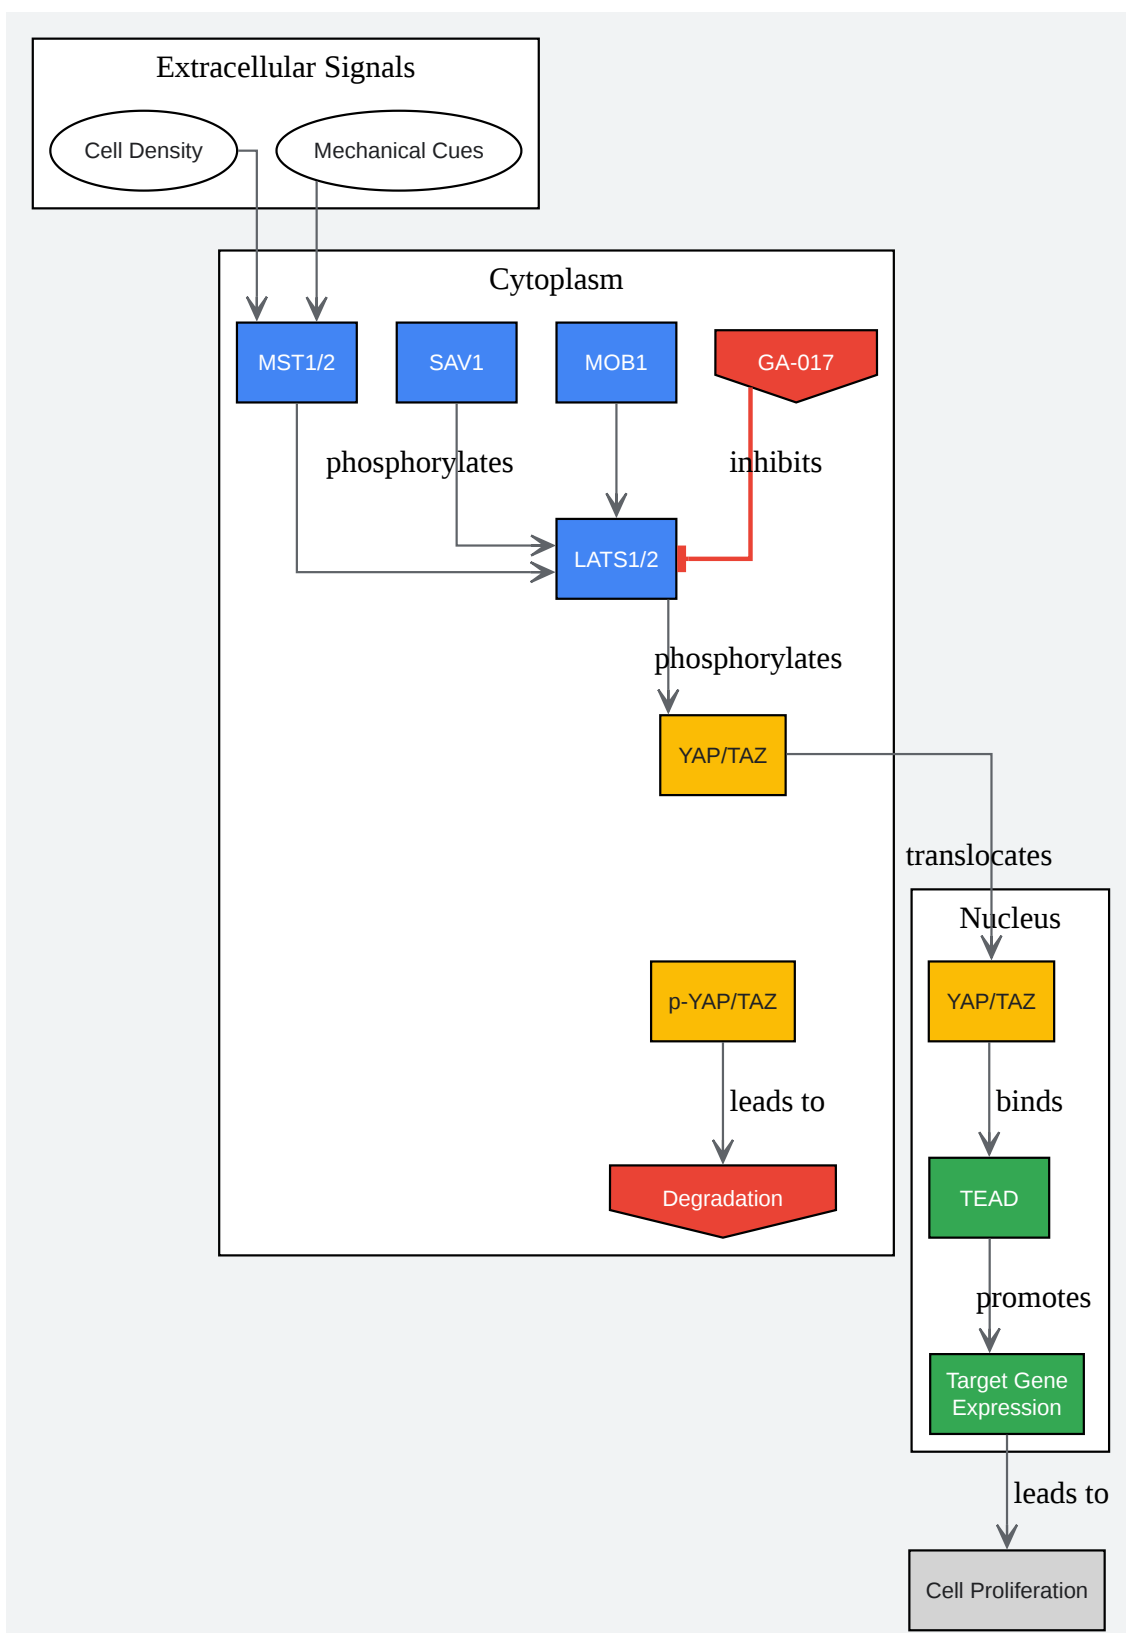 Extracellular Signals
Cell Density
Mechanical Cues
Cytoplasm
MST1/2
SAV1
MOB1
GA-017
phosphorylates
inhibits
LATS1/2
phosphorylates
YAP/TAZ
translocates
Nucleus
p-YAP/TAZ
YAP/TAZ
leads to
binds
Degradation
TEAD
promotes
Target Gene
Expression
leads to
Cell Proliferation